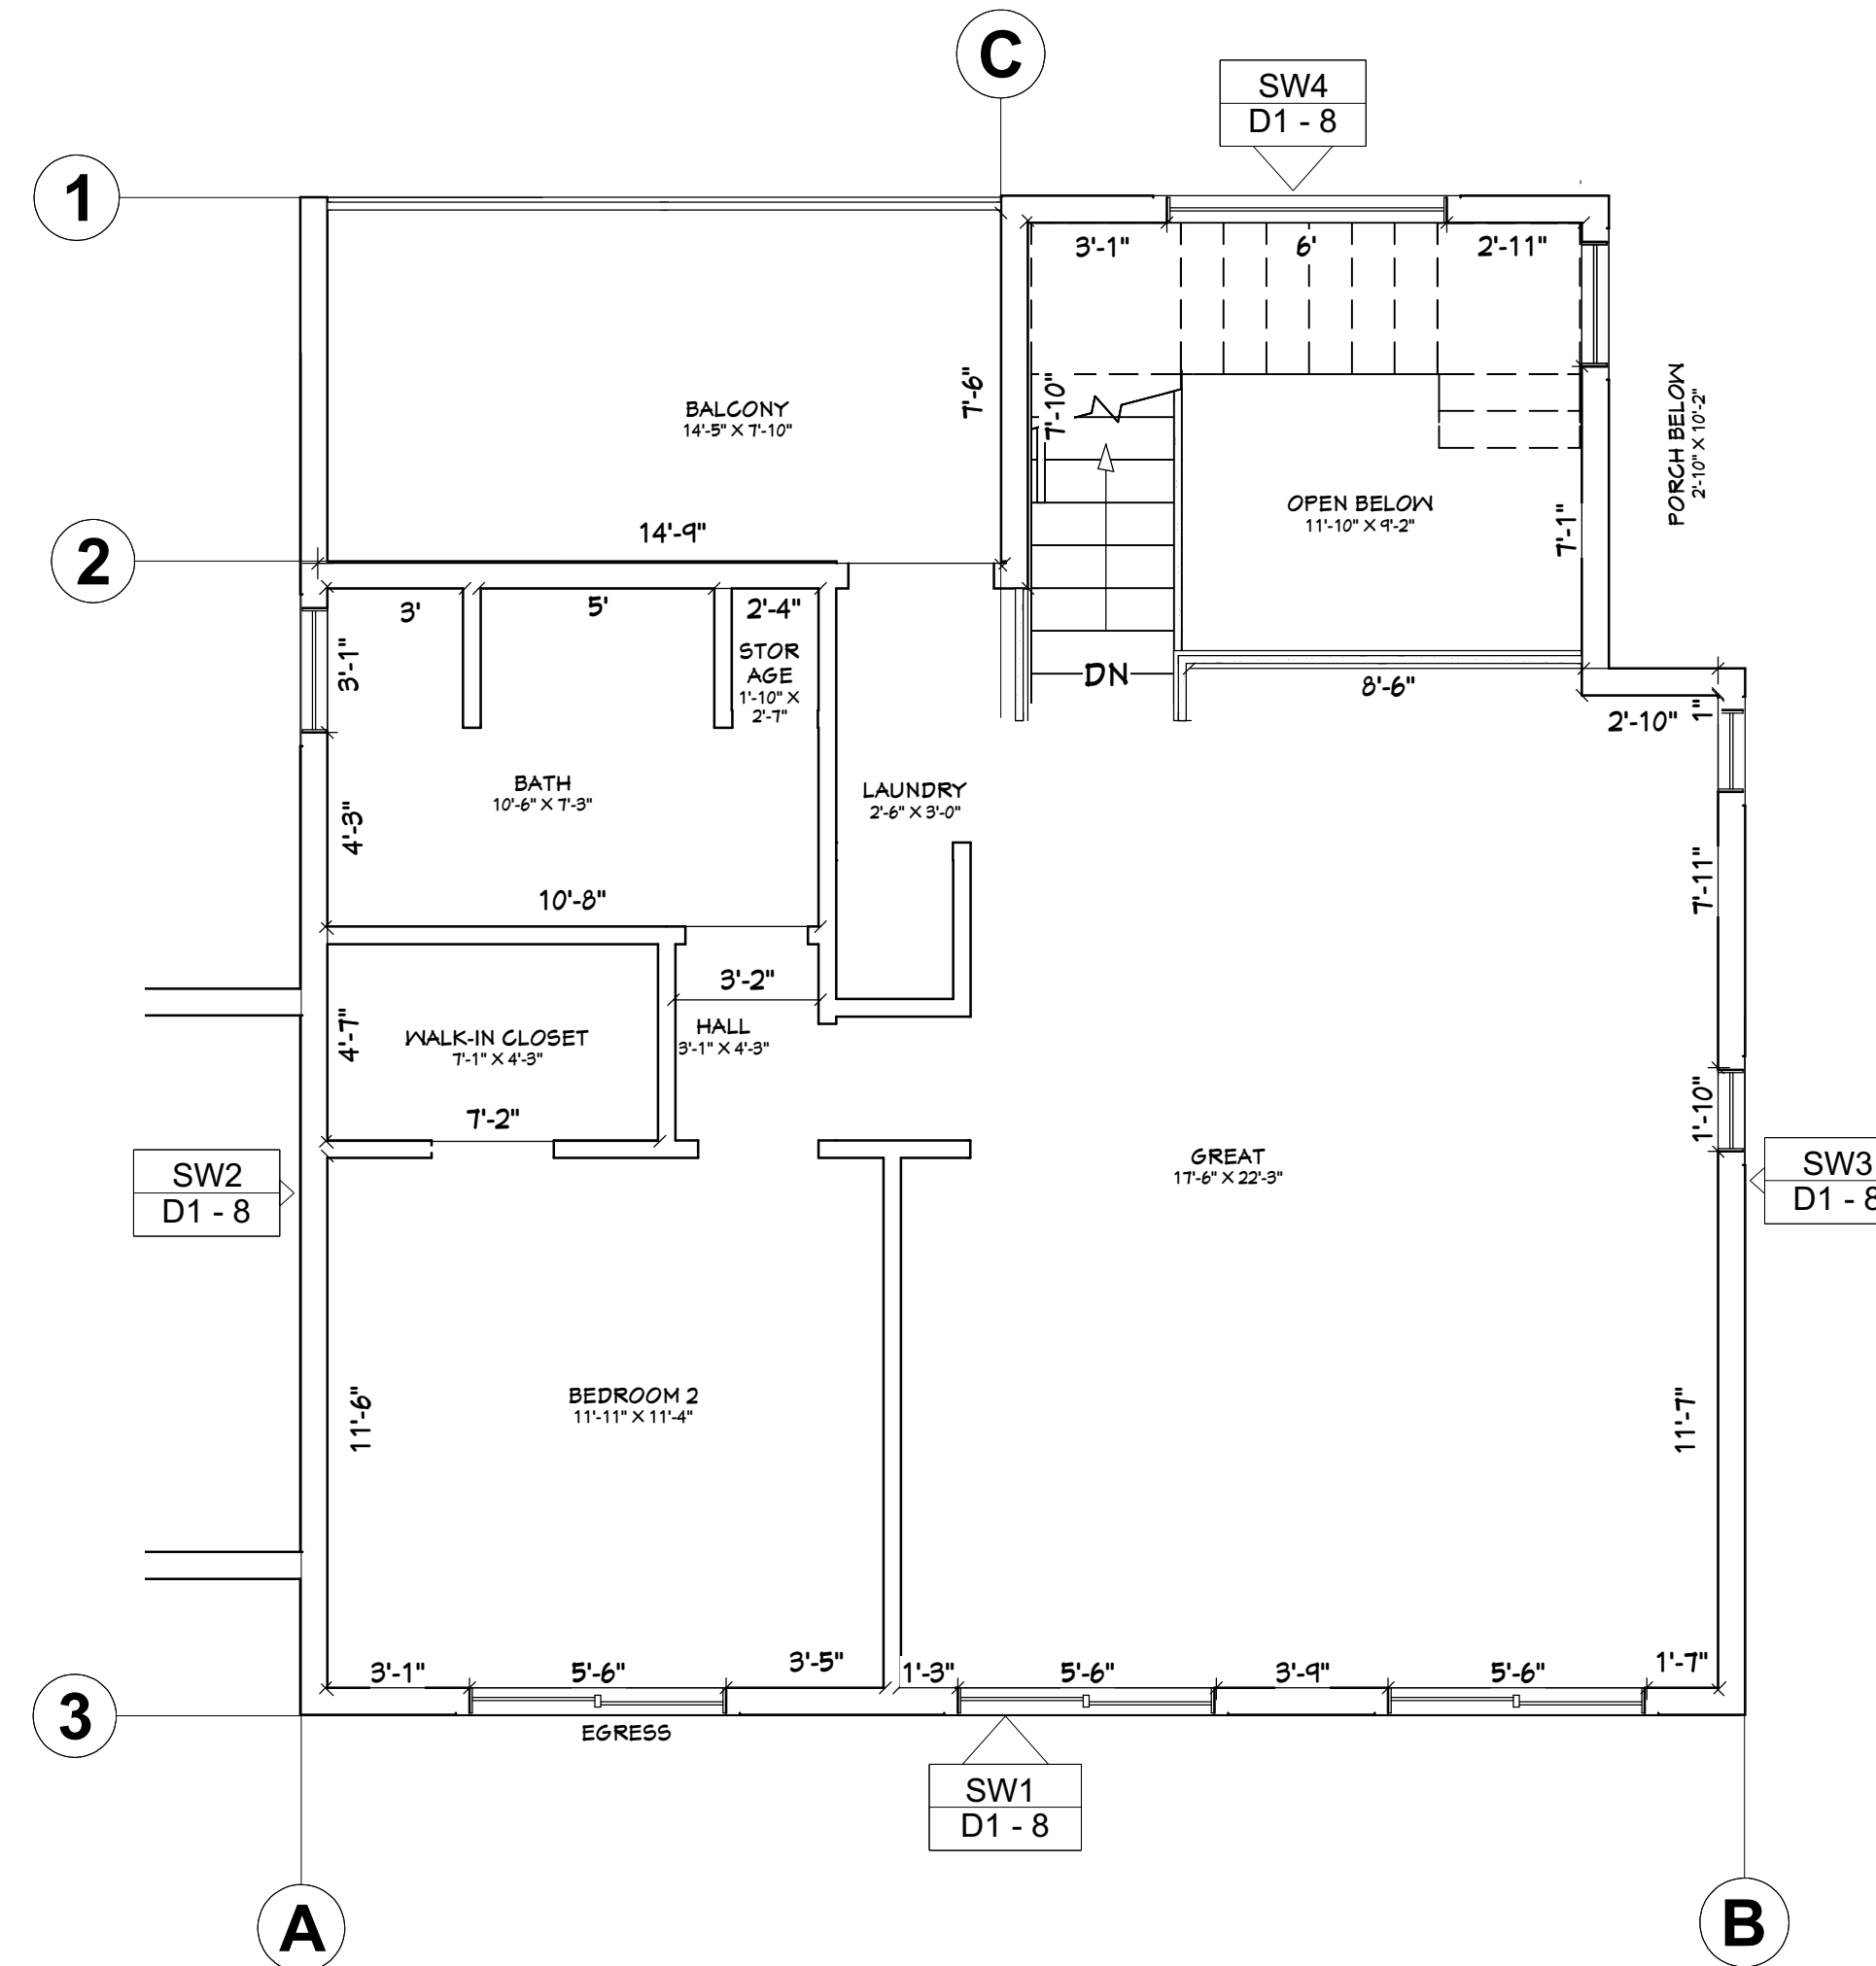 C
SW4
D1 - 8
1
3'-1"
6'
2'-11"
BALCONY
14'-5" X 7'-10"
7'-6"
7'-10"
PORCH BELOW
2'-10" X 10'-2"
OPEN BELOW
11'-10" X 9'-2"
7'-1"
14'-9"
2
3'
5'
2'-4"
3'-1"
STOR
AGE
1'-10" X
2'-7"
DN
8'-6"
2'-10"
1"
BATH
10'-6" X 7'-3"
LAUNDRY
2'-6" X 3'-0"
4'-3"
7'-11"
10'-8"
3'-2"
4'-7"
WALK-IN CLOSET
7'-1" X 4'-3"
HALL
3'-1" X 4'-3"
7'-2"
1'-10"
SW2
D1 - 8
GREAT
17'-6" X 22'-3"
SW3
D1 - 8
11'-6"
BEDROOM 2
11'-11" X 11'-4"
11'-7"
3'-1"
5'-6"
3'-5"
1'-3"
5'-6"
3'-9"
5'-6"
1'-7"
3
EGRESS
SW1
D1 - 8
A
B